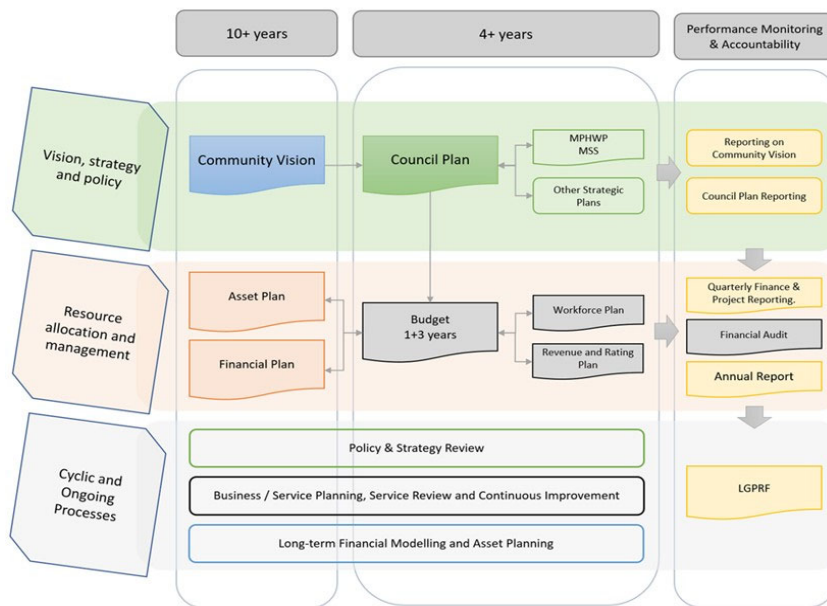 10+ years
4+ years
Performance Monitoring
& Accountability
Vision, strategy
and policy
Community Vision
Council Plan
MPHWP
MSS
Other Strategic
Plans
Reporting on
Community Vision
Council Plan Reporting
Resource
allocation and
management
Asset Plan
Financial Plan
Budget
1+3 years
Workforce Plan
Revenue and Rating
Plan
Quarterly Finance &
Project Reporting.
Financial Audit
Annual Report
Cyclic and
Ongoing
Processes
Policy & Strategy Review
Business / Service Planning, Service Review and Continuous Improvement
Long-term Financial Modelling and Asset Planning
LGPRF